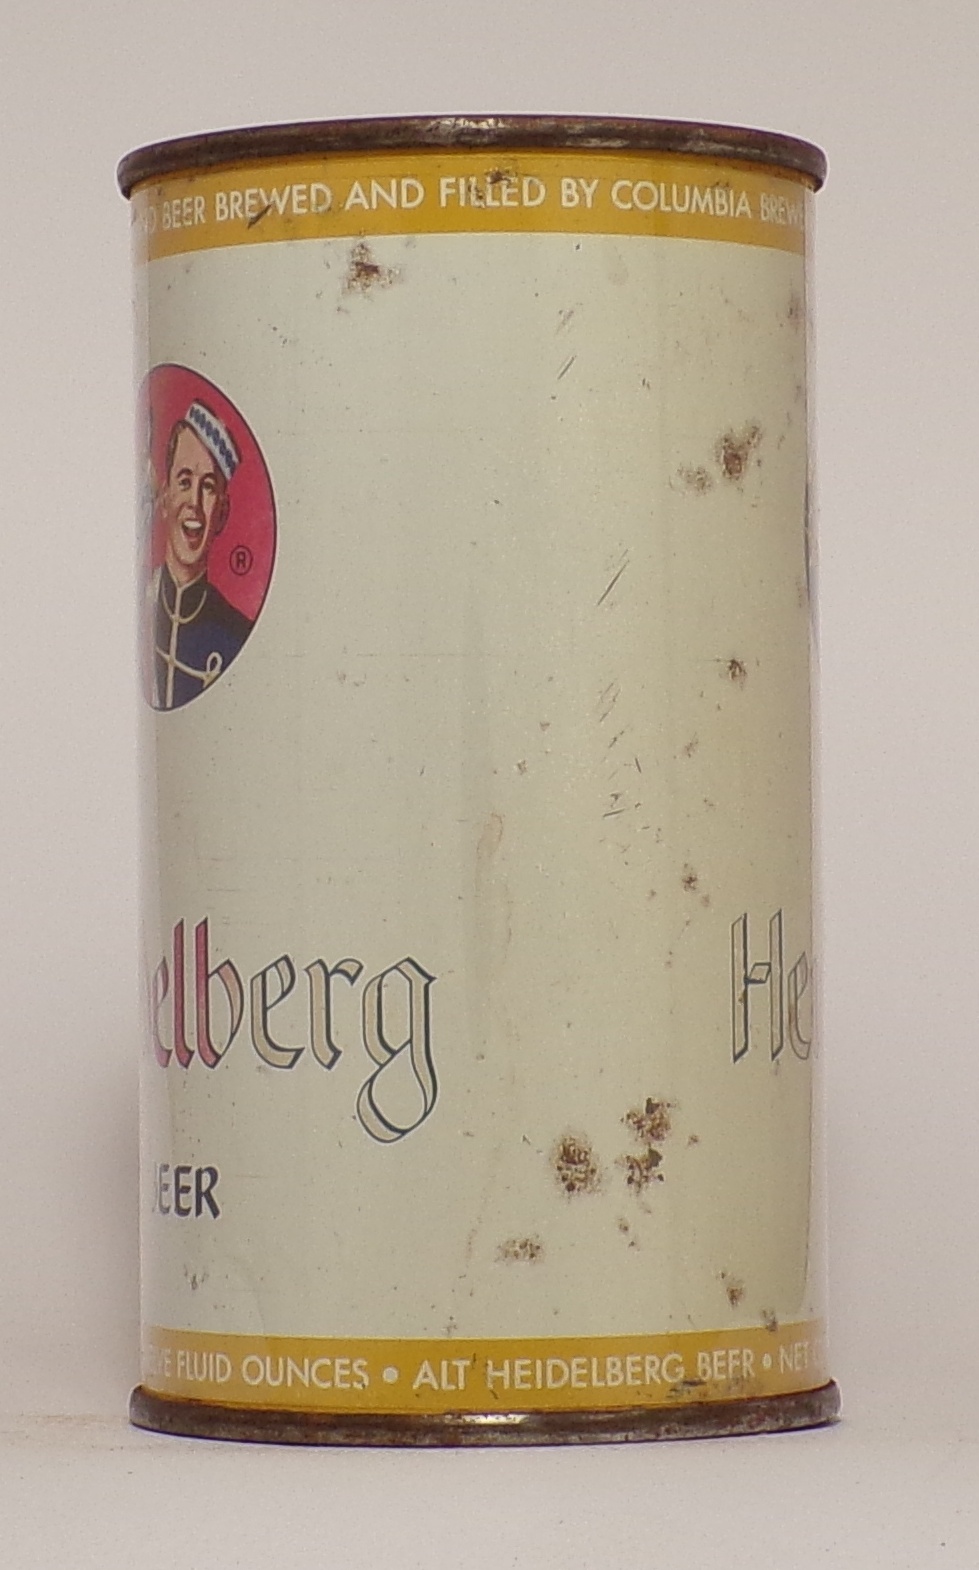 BEER BREWED AND FILLED BY COLUMBIA BREW
®
elberg
He
EER
FLUID OUNCES • ALT HEIDELBERG BEER • NET